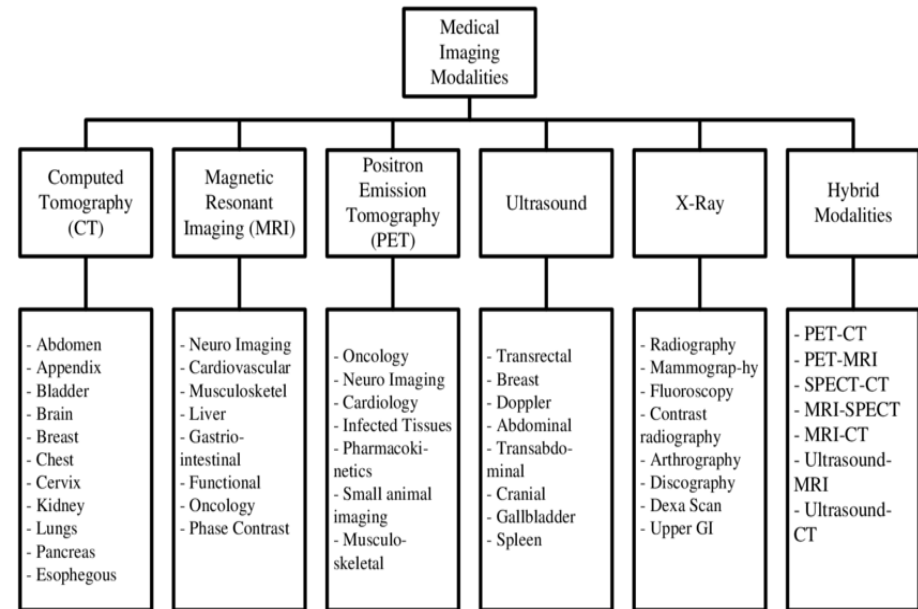 Medical
Imaging
Modalities
Computed
Tomography
(CT)
Magnetic
Resonant
Imaging (MRI)
Positron
Emission
Tomography
(PET)
Ultrasound
X-Ray
Hybrid
Modalities
- Abdomen
- Appendix
- Bladder
- Brain
- Breast
- Chest
- Cervix
- Kidney
- Lungs
- Pancreas
- Esophegous
- Neuro Imaging
- Cardiovascular
- Musculosketel
- Liver
- Gastrio-
intestinal
- Functional
- Oncology
- Phase Contrast
- Oncology
- Neuro Imaging
- Cardiology
- Infected Tissues
- Pharmacoki-
netics
- Small animal
imaging
- Musculo-
skeletal
- Transrectal
- Breast
- Doppler
- Abdominal
- Transabdo-
minal
- Cranial
- Gallbladder
- Spleen
- Radiography
- Mammograp-hy
- Fluoroscopy
- Contrast
radiography
- Arthrography
- Discography
- Dexa Scan
- Upper GI
- PET-CT
- PET-MRI
- SPECT-CT
- MRI-SPECT
- MRI-CT
- Ultrasound-
MRI
- Ultrasound-
CT